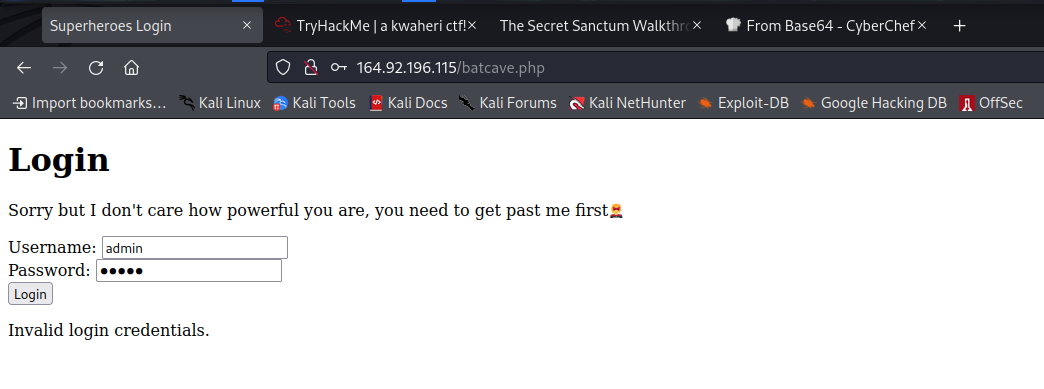 Superheroes Login
TryHackMe | a kwaheri ctf!
The Secret Sanctum Walkthro
From Base64 - CyberChef
164.92.196.115/batcave.php
Import bookmarks…
Kali Linux
Kali Tools
Kali Docs
Kali Forums
Kali NetHunter
Exploit-DB
Google Hacking DB
OffSec
Login
Sorry but I don't care how powerful you are, you need to get past me first
Username: admin
Password: •••••
Login
Invalid login credentials.